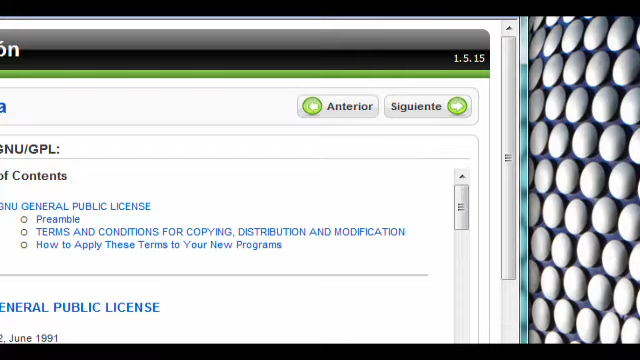 ón
1.5.15
a
Anterior
Siguiente
GNU/GPL:
of Contents
GNU GENERAL PUBLIC LICENSE
Preamble
TERMS AND CONDITIONS FOR COPYING, DISTRIBUTION AND MODIFICATION
How to Apply These Terms to Your New Programs
GENERAL PUBLIC LICENSE
2, June 1991